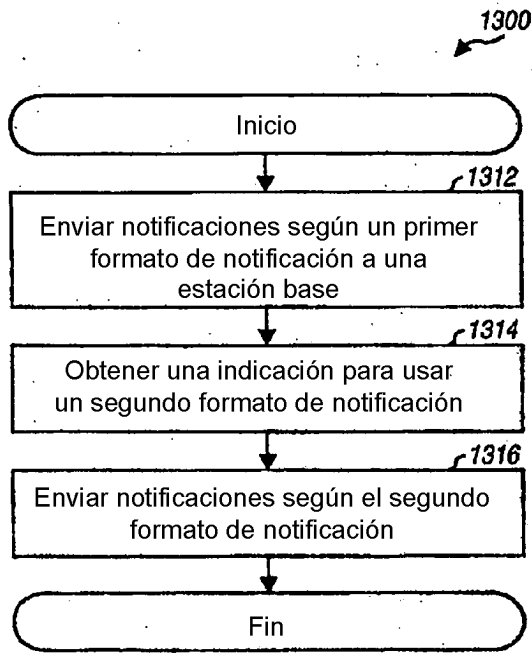 1300
Inicio
1312
Enviar notificaciones según un primer
formato de notificación a una
estación base
1314
Obtener una indicación para usar
un segundo formato de notificación
1316
Enviar notificaciones según el segundo
formato de notificación
Fin